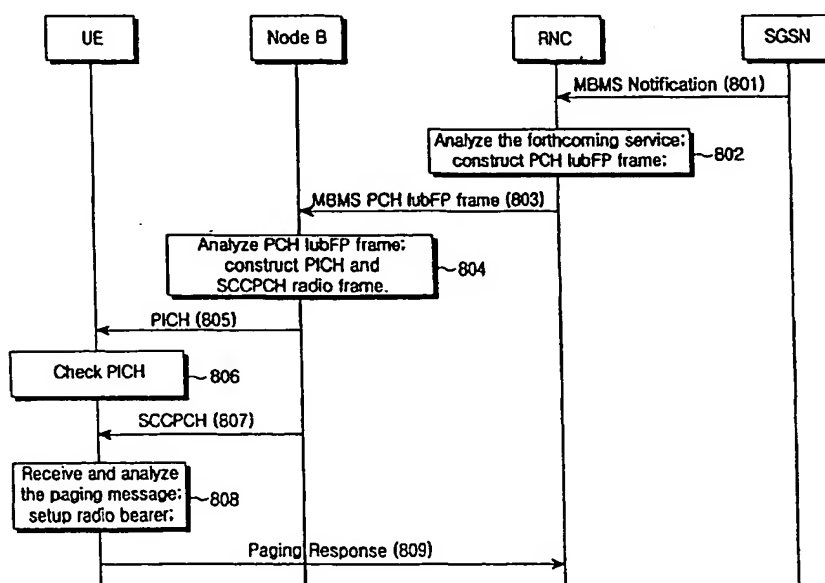 UE
Node B
RNC
SGSN
MBMS Notification (801)
Analyze the forthcoming service;
construct PCH IubFP frame;
802
MBMS PCH IubFP frame (803)
Analyze PCH IubFP frame;
construct PICH and
SCCPCH radio frame.
804
PICH (805)
Check PICH
806
SCCPCH (807)
Receive and analyze
the paging message;
setup radio bearer;
808
Paging Response (809)